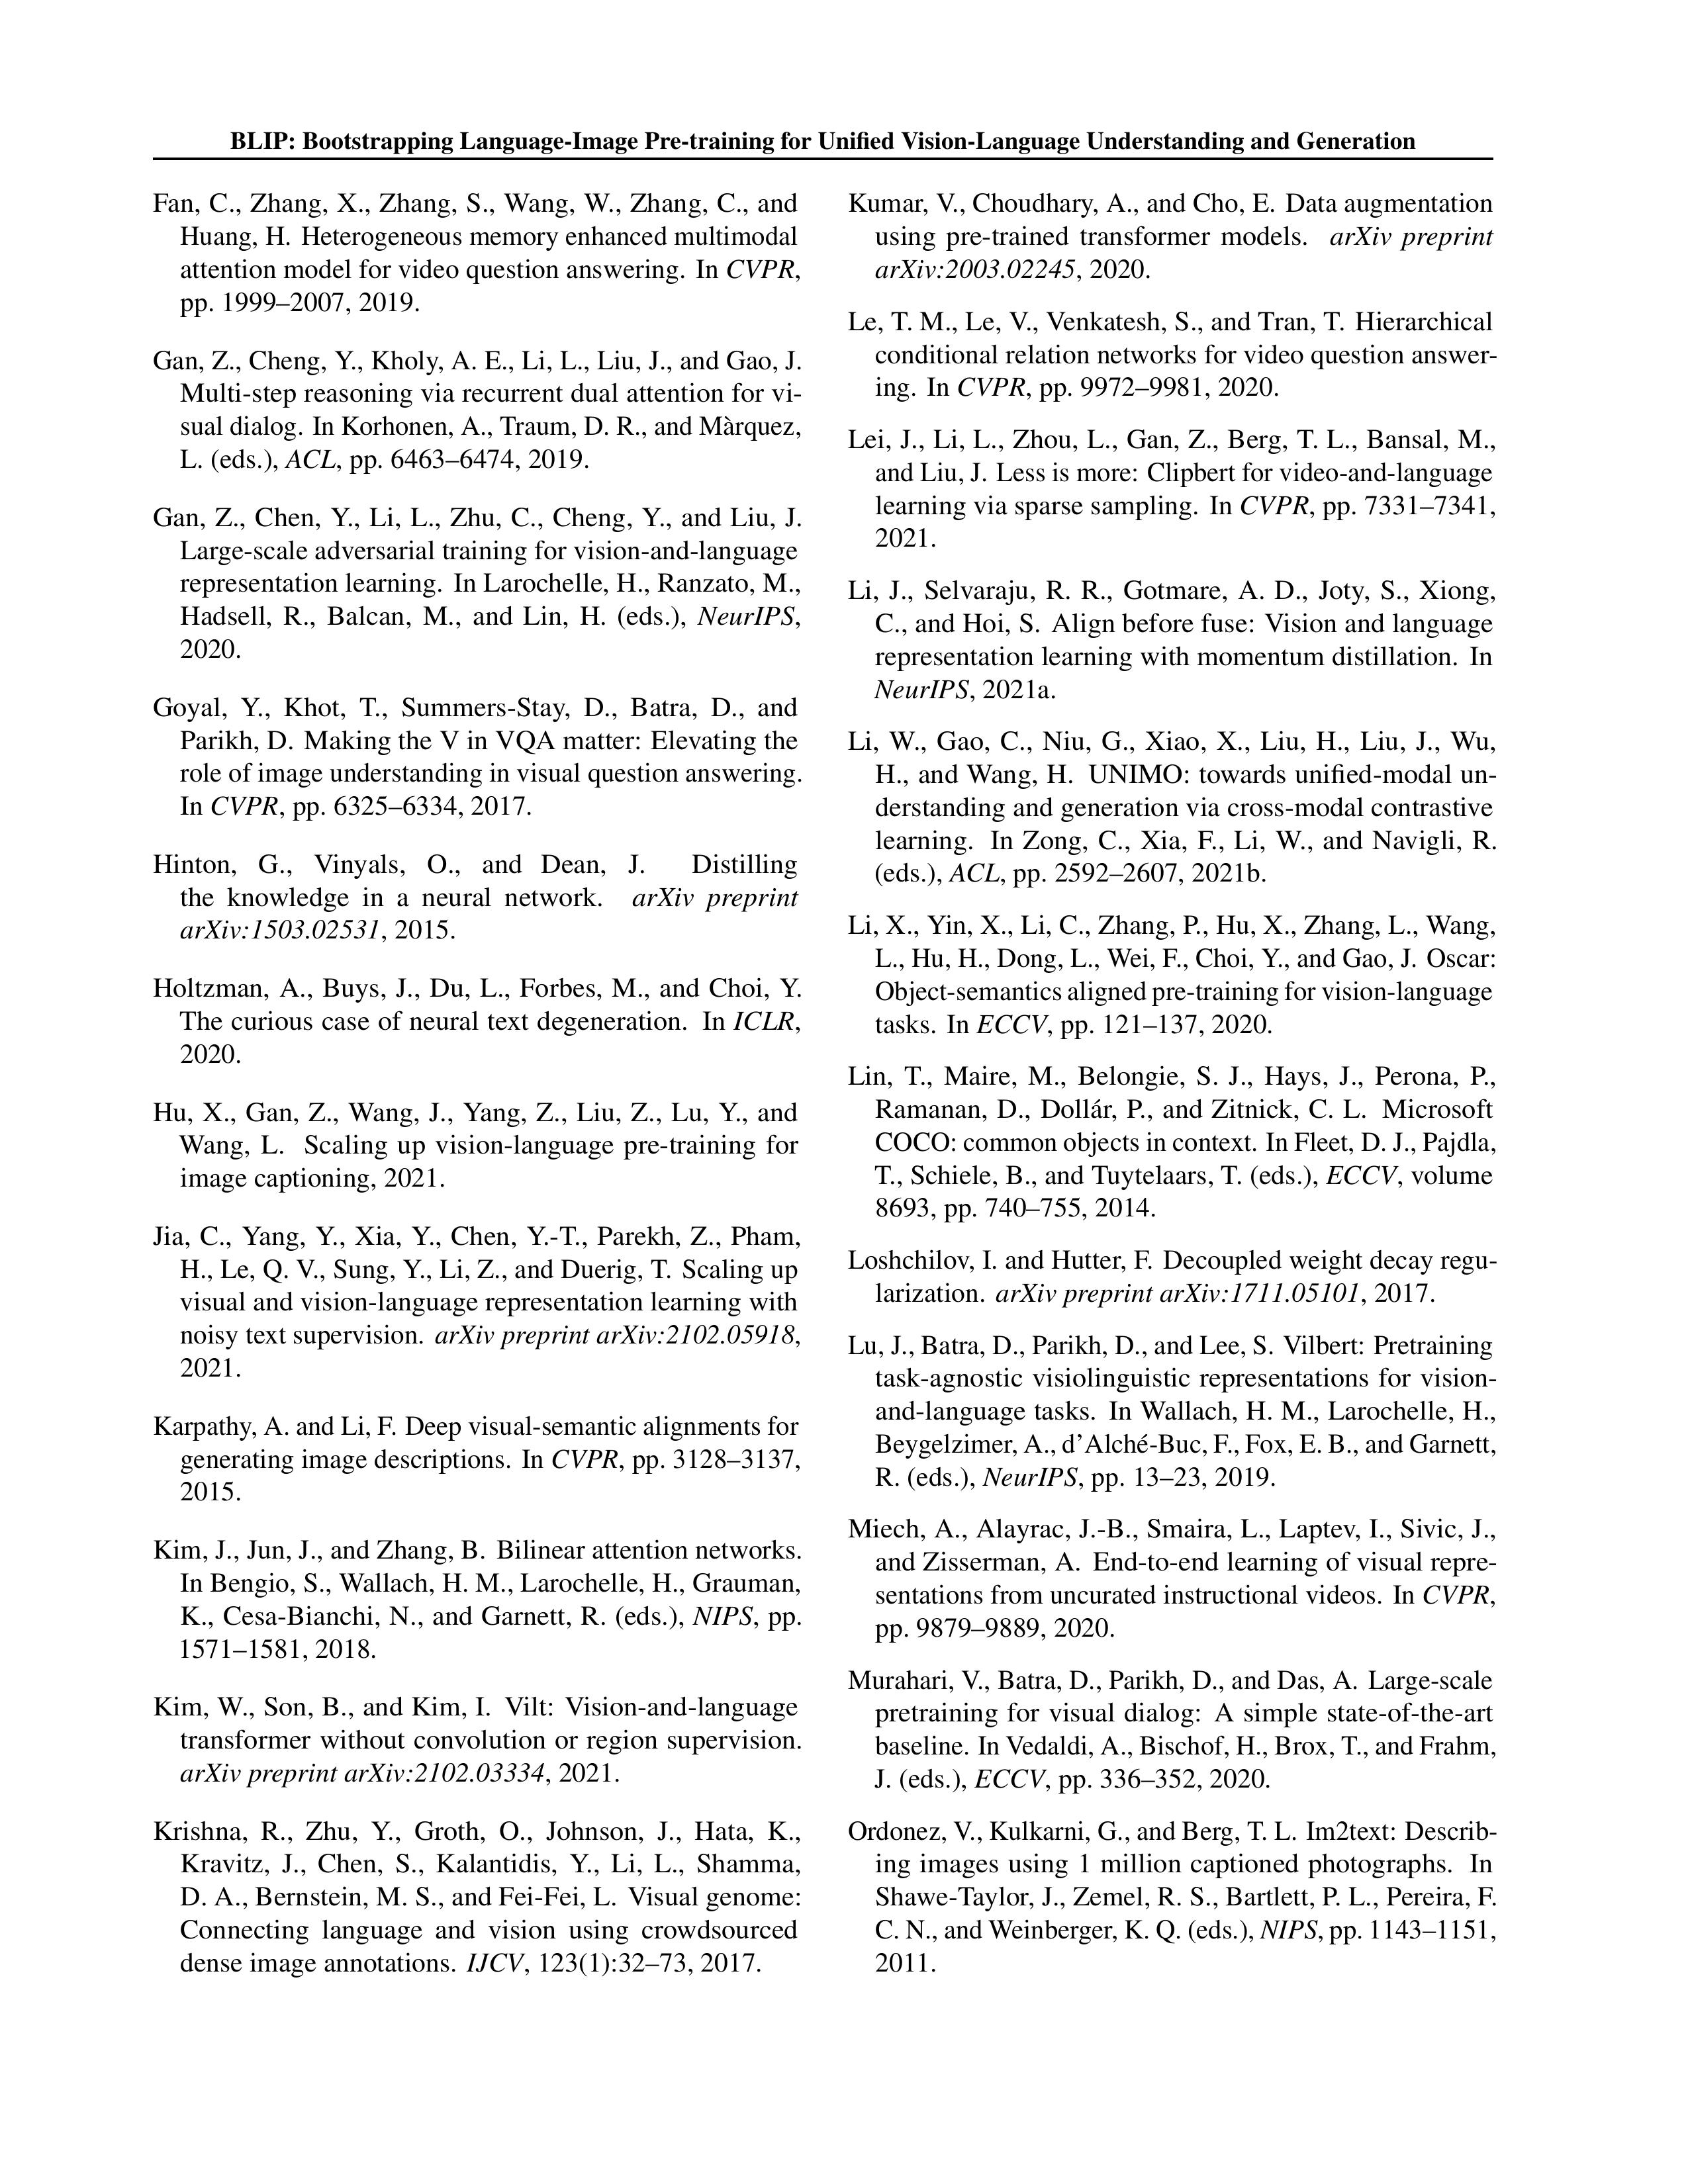 BLIP: Bootstrapping Language-Image Pre-training for Unified Vision-Language Understanding and Generation
Fan, C., Zhang, X., Zhang, S., Wang, W., Zhang, C., and
Huang, H. Heterogeneous memory enhanced multimodal
attention model for video question answering. In CVPR,
pp. 1999–2007, 2019.
Gan, Z., Cheng, Y., Kholy, A. E., Li, L., Liu, J., and Gao, J.
Multi-step reasoning via recurrent dual attention for vi-
sual dialog. In Korhonen, A., Traum, D. R., and Màrquez,
L. (eds.), ACL, pp. 6463–6474, 2019.
Gan, Z., Chen, Y., Li, L., Zhu, C., Cheng, Y., and Liu, J.
Large-scale adversarial training for vision-and-language
representation learning. In Larochelle, H., Ranzato, M.,
Hadsell, R., Balcan, M., and Lin, H. (eds.), NeurIPS,
2020.
Goyal, Y., Khot, T., Summers-Stay, D., Batra, D., and
Parikh, D. Making the V in VQA matter: Elevating the
role of image understanding in visual question answering.
In CVPR, pp. 6325–6334, 2017.
Hinton, G., Vinyals, O., and Dean, J. Distilling
the knowledge in a neural network. arXiv preprint
arXiv:1503.02531, 2015.
Holtzman, A., Buys, J., Du, L., Forbes, M., and Choi, Y.
The curious case of neural text degeneration. In ICLR,
2020.
Hu, X., Gan, Z., Wang, J., Yang, Z., Liu, Z., Lu, Y., and
Wang, L. Scaling up vision-language pre-training for
image captioning, 2021.
Jia, C., Yang, Y., Xia, Y., Chen, Y.-T., Parekh, Z., Pham,
H., Le, Q. V., Sung, Y., Li, Z., and Duerig, T. Scaling up
visual and vision-language representation learning with
noisy text supervision. arXiv preprint arXiv:2102.05918,
2021.
Karpathy, A. and Li, F. Deep visual-semantic alignments for
generating image descriptions. In CVPR, pp. 3128–3137,
2015.
Kim, J., Jun, J., and Zhang, B. Bilinear attention networks.
In Bengio, S., Wallach, H. M., Larochelle, H., Grauman,
K., Cesa-Bianchi, N., and Garnett, R. (eds.), NIPS, pp.
1571–1581, 2018.
Kim, W., Son, B., and Kim, I. Vilt: Vision-and-language
transformer without convolution or region supervision.
arXiv preprint arXiv:2102.03334, 2021.
Krishna, R., Zhu, Y., Groth, O., Johnson, J., Hata, K.,
Kravitz, J., Chen, S., Kalantidis, Y., Li, L., Shamma,
D. A., Bernstein, M. S., and Fei-Fei, L. Visual genome:
Connecting language and vision using crowdsourced
dense image annotations. IJCV, 123(1):32–73, 2017.
Kumar, V., Choudhary, A., and Cho, E. Data augmentation
using pre-trained transformer models. arXiv preprint
arXiv:2003.02245, 2020.
Le, T. M., Le, V., Venkatesh, S., and Tran, T. Hierarchical
conditional relation networks for video question answer-
ing. In CVPR, pp. 9972–9981, 2020.
Lei, J., Li, L., Zhou, L., Gan, Z., Berg, T. L., Bansal, M.,
and Liu, J. Less is more: Clipbert for video-and-language
learning via sparse sampling. In CVPR, pp. 7331–7341,
2021.
Li, J., Selvaraju, R. R., Gotmare, A. D., Joty, S., Xiong,
C., and Hoi, S. Align before fuse: Vision and language
representation learning with momentum distillation. In
NeurIPS, 2021a.
Li, W., Gao, C., Niu, G., Xiao, X., Liu, H., Liu, J., Wu,
H., and Wang, H. UNIMO: towards unified-modal un-
derstanding and generation via cross-modal contrastive
learning. In Zong, C., Xia, F., Li, W., and Navigli, R.
(eds.), ACL, pp. 2592–2607, 2021b.
Li, X., Yin, X., Li, C., Zhang, P., Hu, X., Zhang, L., Wang,
L., Hu, H., Dong, L., Wei, F., Choi, Y., and Gao, J. Oscar:
Object-semantics aligned pre-training for vision-language
tasks. In ECCV, pp. 121–137, 2020.
Lin, T., Maire, M., Belongie, S. J., Hays, J., Perona, P.,
Ramanan, D., Dollár, P., and Zitnick, C. L. Microsoft
COCO: common objects in context. In Fleet, D. J., Pajdla,
T., Schiele, B., and Tuytelaars, T. (eds.), ECCV, volume
8693, pp. 740–755, 2014.
Loshchilov, I. and Hutter, F. Decoupled weight decay regu-
larization. arXiv preprint arXiv:1711.05101, 2017.
Lu, J., Batra, D., Parikh, D., and Lee, S. Vilbert: Pretraining
task-agnostic visiolinguistic representations for vision-
and-language tasks. In Wallach, H. M., Larochelle, H.,
Beygelzimer, A., d'Alché-Buc, F., Fox, E. B., and Garnett,
R. (eds.), NeurIPS, pp. 13–23, 2019.
Miech, A., Alayrac, J.-B., Smaira, L., Laptev, I., Sivic, J.,
and Zisserman, A. End-to-end learning of visual repre-
sentations from uncurated instructional videos. In CVPR,
pp. 9879–9889, 2020.
Murahari, V., Batra, D., Parikh, D., and Das, A. Large-scale
pretraining for visual dialog: A simple state-of-the-art
baseline. In Vedaldi, A., Bischof, H., Brox, T., and Frahm,
J. (eds.), ECCV, pp. 336–352, 2020.
Ordonez, V., Kulkarni, G., and Berg, T. L. Im2text: Describ-
ing images using 1 million captioned photographs. In
Shawe-Taylor, J., Zemel, R. S., Bartlett, P. L., Pereira, F.
C. N., and Weinberger, K. Q. (eds.), NIPS, pp. 1143–1151,
2011.